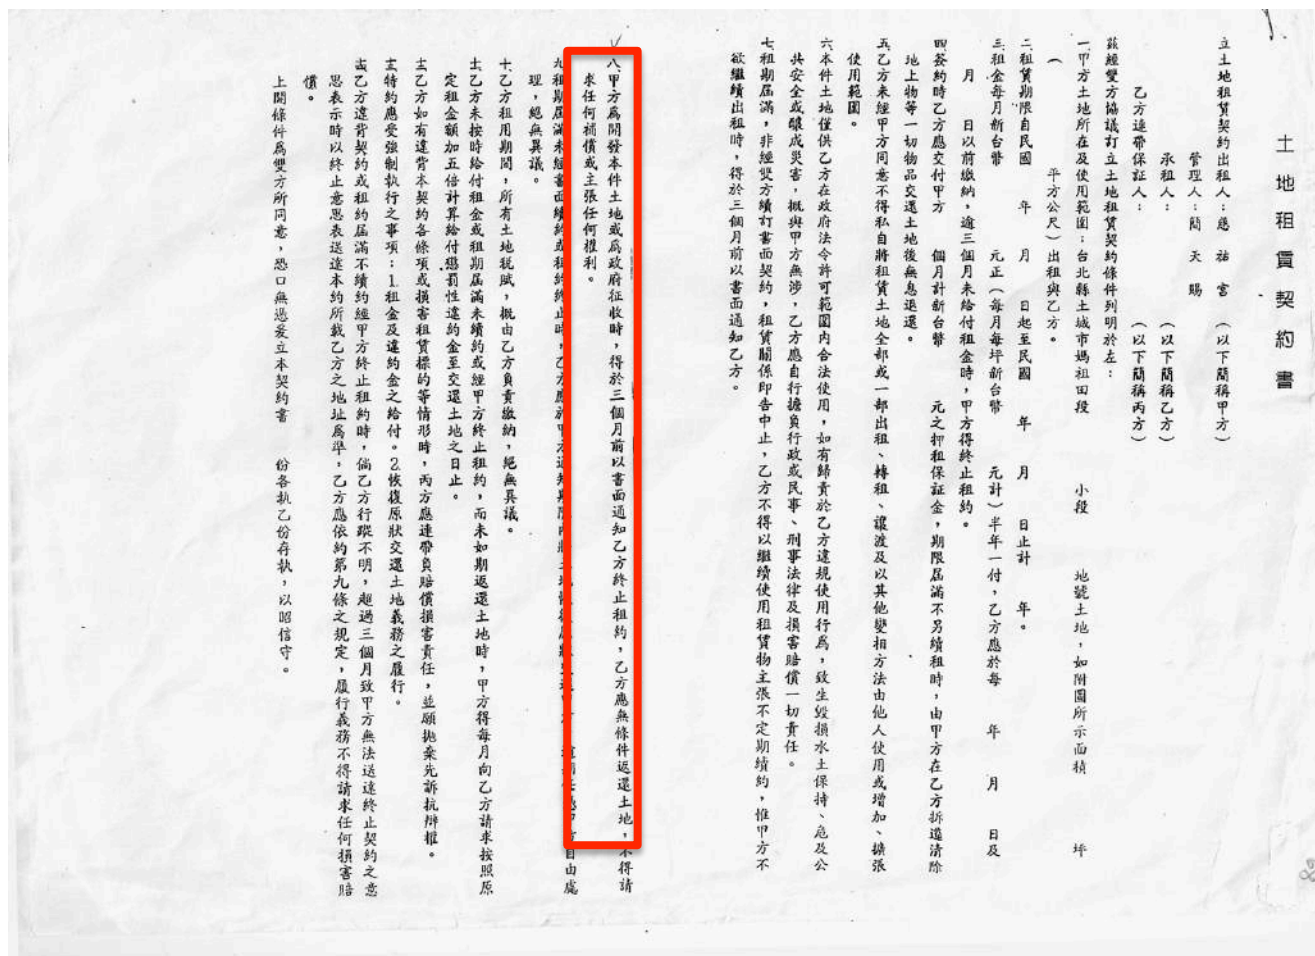 土地租賃契約書
立土地租賃契約出租人：慈祐宮（以下簡稱甲方）
管理人：簡天賜
承租人：（以下簡稱乙方）
乙方連帶保証人：（以下簡稱丙方）
茲經雙方協議訂立土地租賃契約條件列明於左：
一、甲方土地所在及使用範圍：台北縣土城市媽祖田段 小段 地號土地，如附圖所示面積 坪
（ 平方公尺）出租與乙方。
二、租賃期限自民國 年 月 日起至民國 年 月 日止計 年。
三、租金每月新台幣 元正（每月每坪新台幣 元計）半年一付，乙方應於每 年 月 日及
月 日以前繳納，逾三個月未給付租金時，甲方得終止租約。
四、簽約時乙方應交付甲方 個月計新台幣 元之押租保証金，期限屆滿不另續租時，由甲方在乙方拆遷清除
地上物等一切物品交還土地後無息退還。
五、乙方未經甲方同意不得私自將租賃土地全部或一部出租、轉租、讓渡及以其他變相方法由他人使用或增加、擴張
使用範圍。
六、本件土地僅供乙方在政府法令許可範圍內合法使用，如有歸責於乙方違規使用行為，致生毀損水土保持、危及公
共安全或釀成災害，概與甲方無涉，乙方應自行擔負行政或民事、刑事法律及損害賠償一切責任。
七、租期屆滿，非經雙方續訂書面契約，租賃關係即告中止，乙方不得以繼續使用租賃物主張不定期續約，惟甲方不
欲繼續出租時，得於三個月前以書面通知乙方。
八、甲方為開發本件土地或為政府征收時，得於三個月前以書面通知乙方終止租約，乙方應無條件返還土地，不得請
求任何補償或主張任何權利。
九、租期屆滿未經書面續約或租約終止時，乙方應於甲方通知期限內將土地 自由處
理，絕無異議。
十、乙方租用期間，所有土地稅賦，概由乙方負責繳納，絕無異議。
十一、乙方未按時給付租金或租期屆滿未續約或經甲方終止租約，而未如期返還土地時，甲方得每月向乙方請求按照原
定租金額加五倍計算給付懲罰性違約金至交還土地之日止。
十二、乙方如有違背本契約各條項或損害租賃標的等情形時，丙方應連帶負賠償損害責任，並願拋棄先訴抗辯權。
十三、特約應受強制執行之事項：1.租金及違約金之給付。2.恢復原狀交還土地義務之履行。
十四、乙方違背契約或租約屆滿不續約經甲方終止租約時，倘乙方行蹤不明，超過三個月致甲方無法送達終止契約之意
思表示時以終止意思表送達本約所載乙方之地址為準，乙方應依約第九條之規定，履行義務不得請求任何損害賠
償。
上開條件為雙方所同意，恐口無憑爰立本契約書 份各執乙份存執，以昭信守。